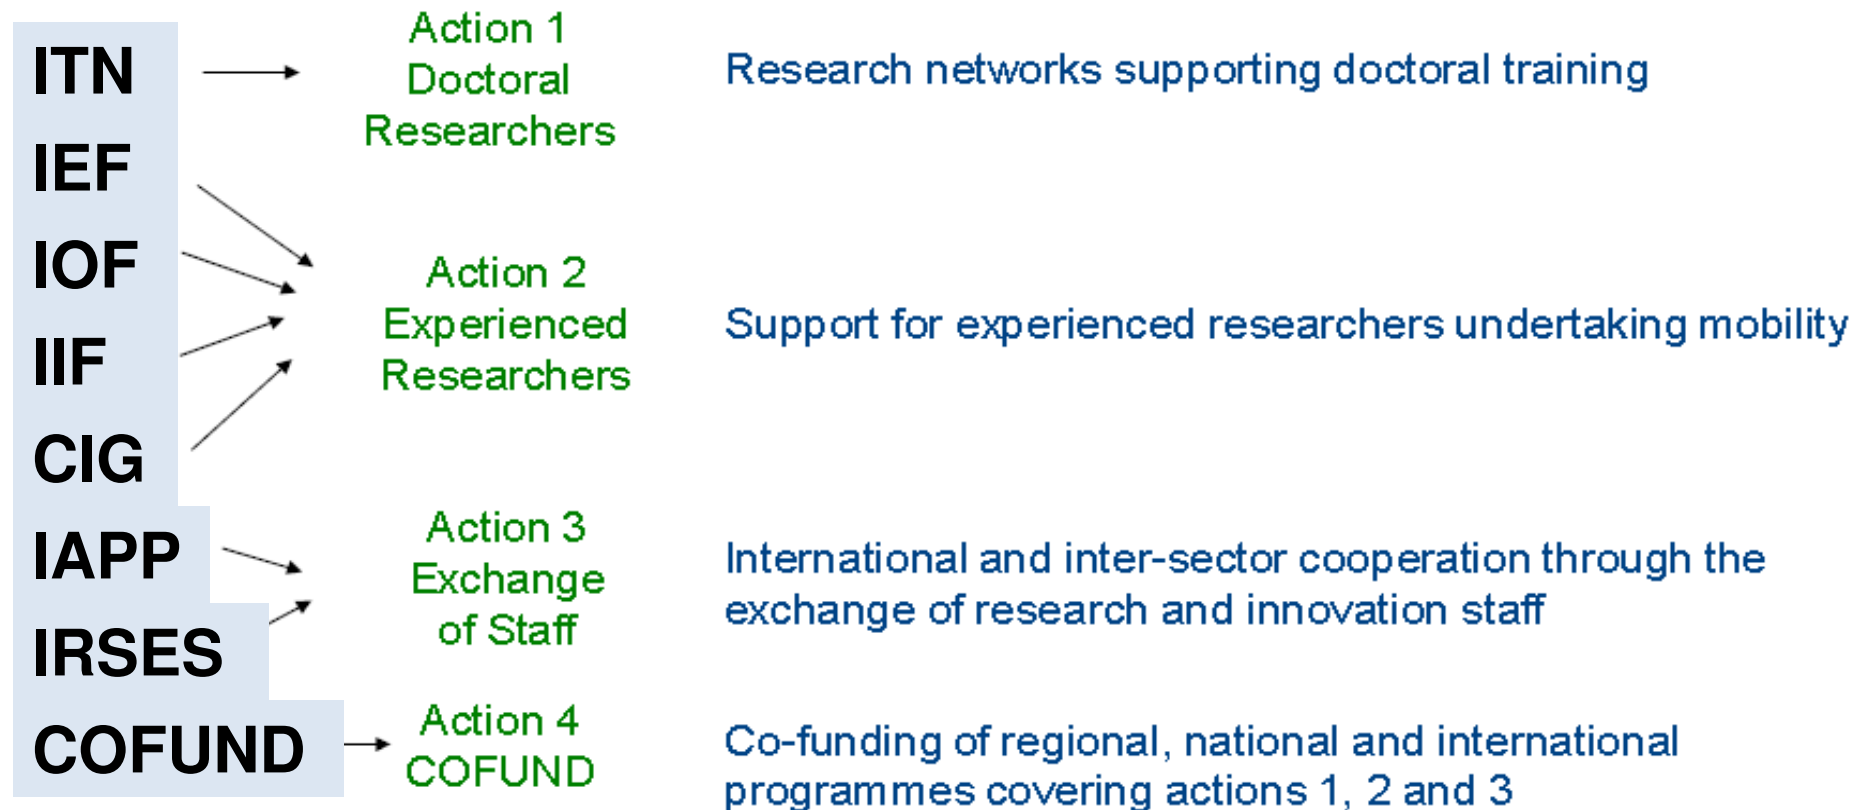 ITN
Action 1
Doctoral
Researchers
Research networks supporting doctoral training
IEF
IOF
IIF
CIG
Action 2
Experienced
Researchers
Support for experienced researchers undertaking mobility
IAPP
IRSES
Action 3
Exchange
of Staff
International and inter-sector cooperation through the
exchange of research and innovation staff
COFUND
Action 4
COFUND
Co-funding of regional, national and international
programmes covering actions 1, 2 and 3